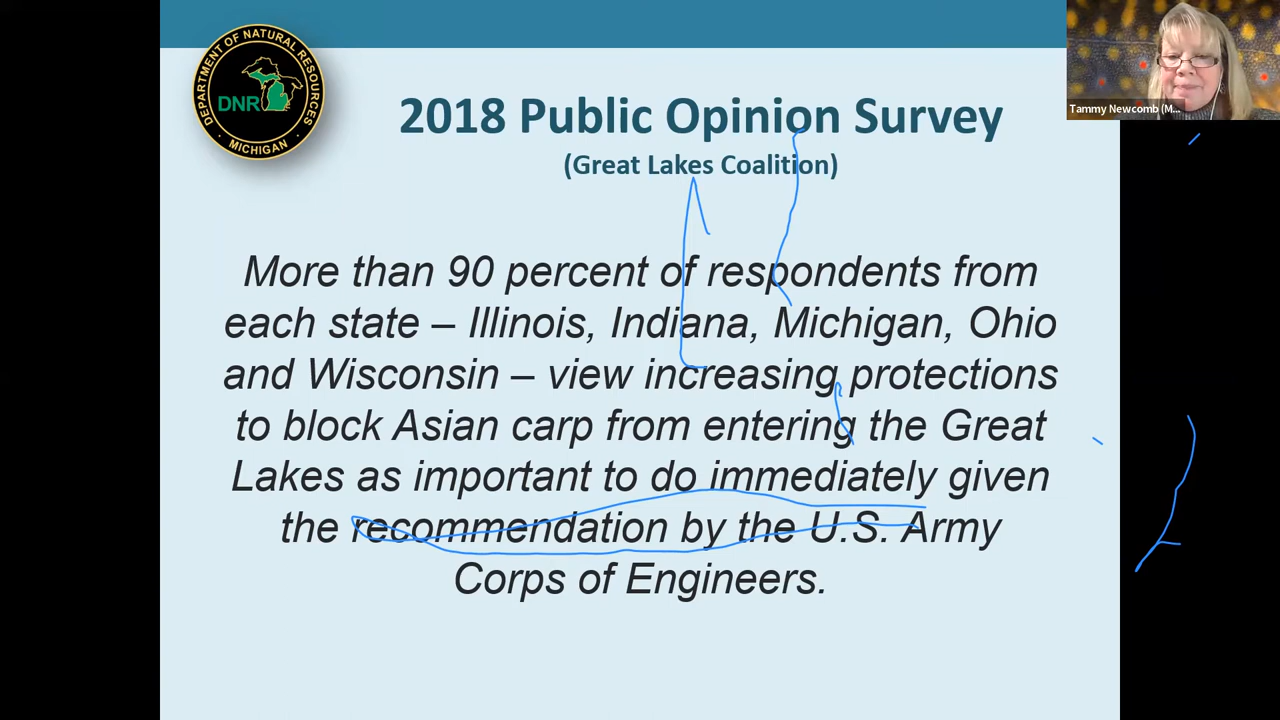 DEPARTMENT OF NATURAL RESOURCES
DNR
MICHIGAN
Tammy Newcomb (M...
2018 Public Opinion Survey
(Great Lakes Coalition)
More than 90 percent of respondents from
each state – Illinois, Indiana, Michigan, Ohio
and Wisconsin – view increasing protections
to block Asian carp from entering the Great
Lakes as important to do immediately given
the recommendation by the U.S. Army
Corps of Engineers.